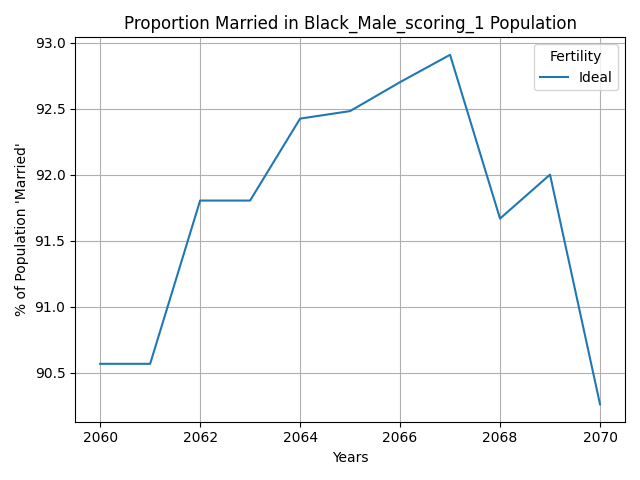 Proportion Married in Black_Male_scoring_1 Population
93.0
92.5
92.0
91.5
91.0
90.5
% of Population 'Married'
Fertility
Ideal
2060
2062
2064
2066
2068
2070
Years